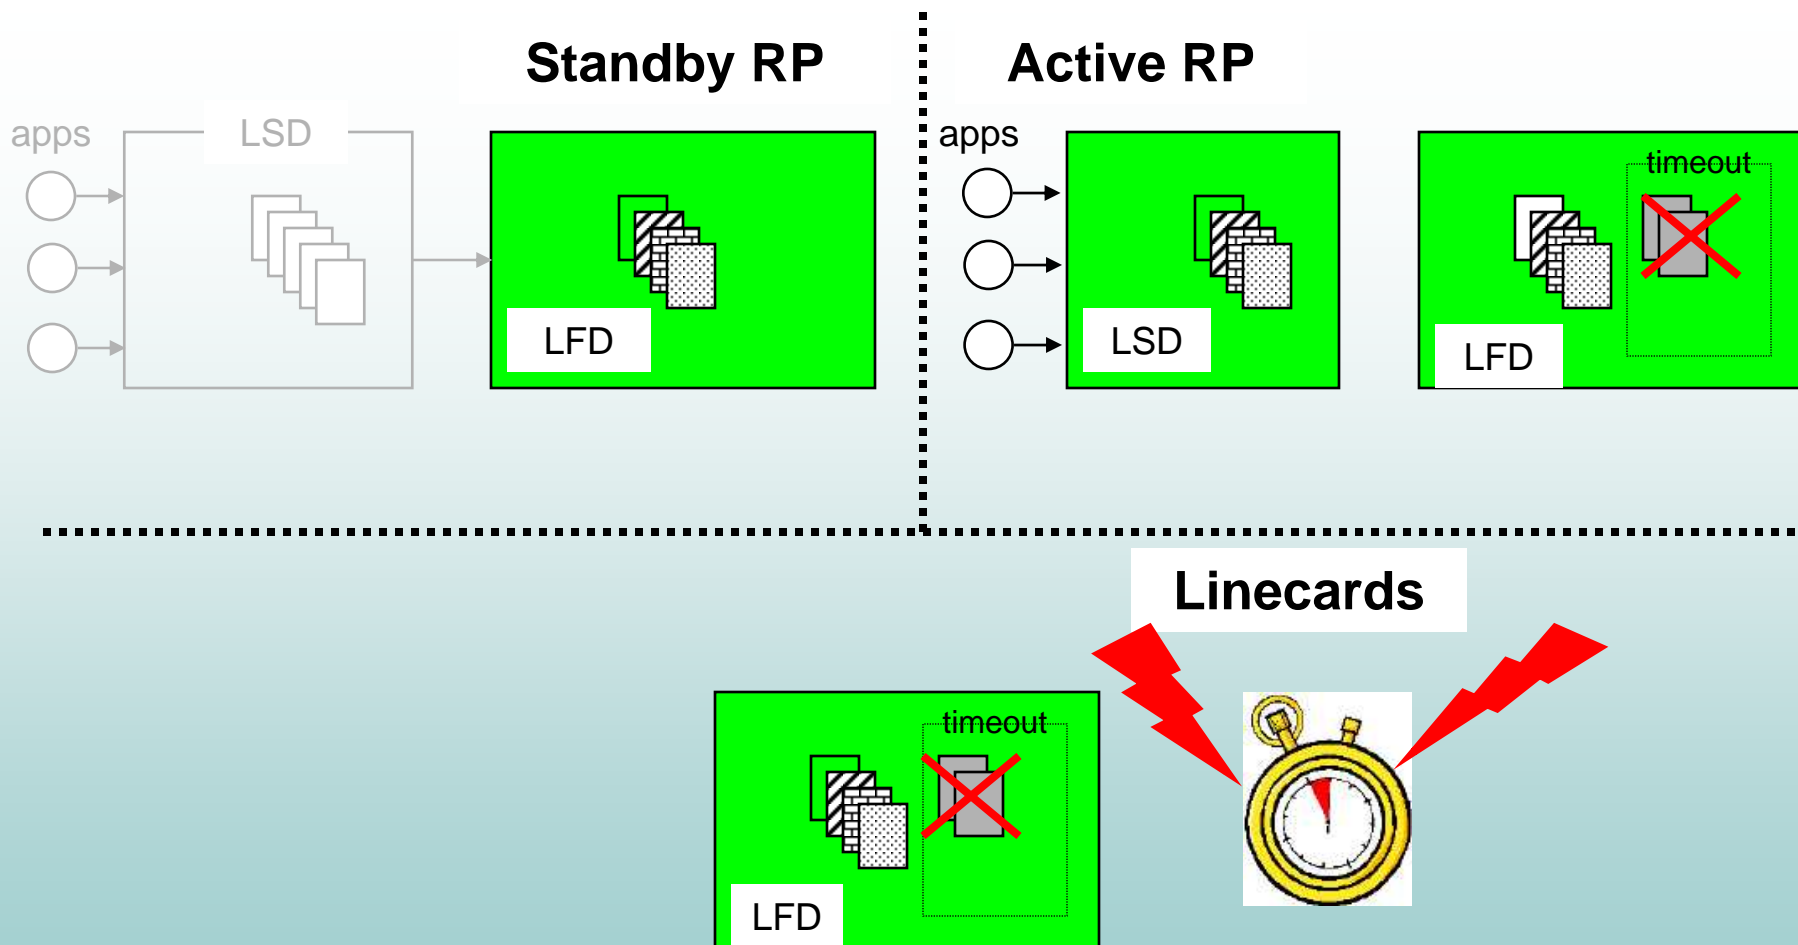 Standby RP
Active RP
apps
LSD
LFD
apps
LSD
timeout
LFD
Linecards
timeout
LFD